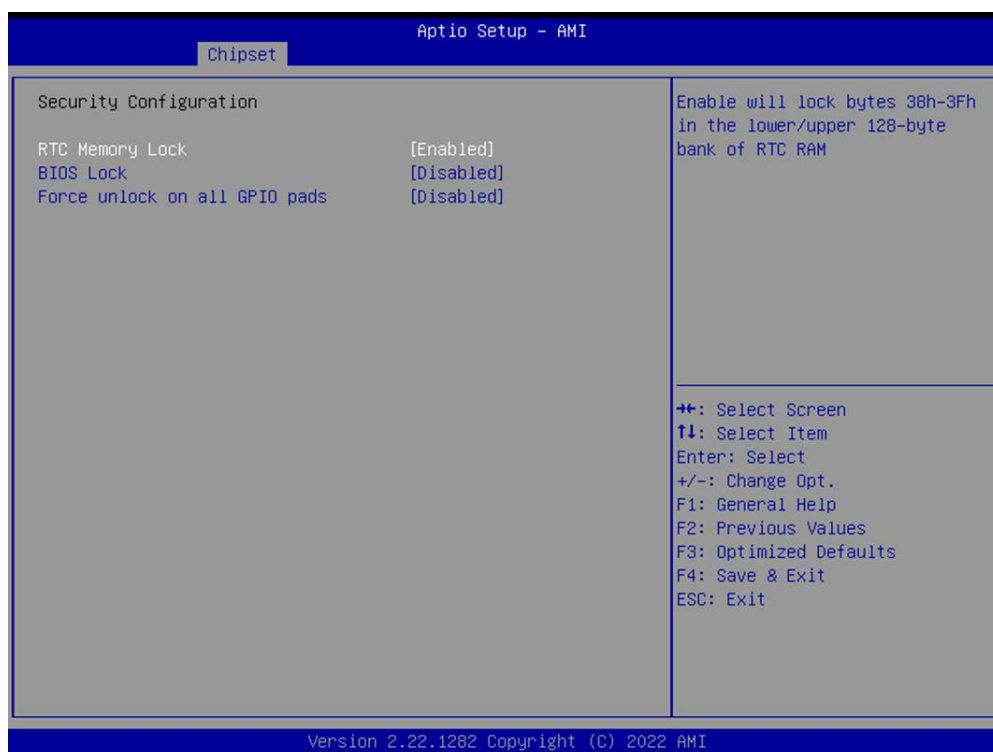 Aptio Setup – AMI
Chipset
Security Configuration
RTC Memory Lock [Enabled]
BIOS Lock [Disabled]
Force unlock on all GPIO pads [Disabled]
Enable will lock bytes 38h-3Fh
in the lower/upper 128-byte
bank of RTC RAM
→←: Select Screen
↑↓: Select Item
Enter: Select
+/-: Change Opt.
F1: General Help
F2: Previous Values
F3: Optimized Defaults
F4: Save & Exit
ESC: Exit
Version 2.22.1282 Copyright (C) 2022 AMI